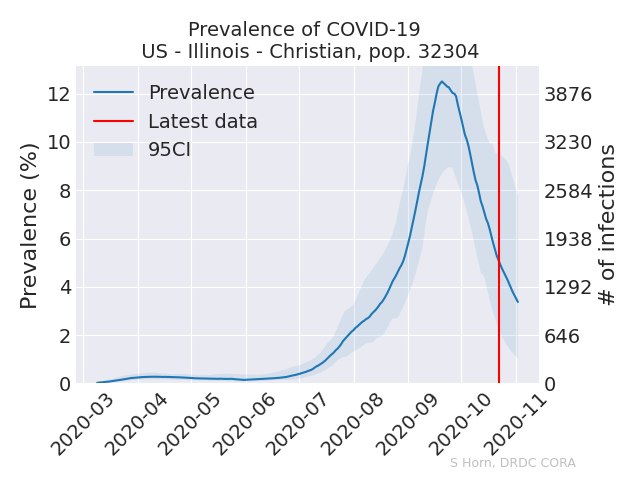 Prevalence of COVID-19
US - Illinois - Christian, pop. 32304
Prevalence
Latest data
95CI
Prevalence (%)
12
10
8
6
4
2
0
3876
3230
2584
1938
1292
646
0
# of infections
2020-03
2020-04
2020-05
2020-06
2020-07
2020-08
2020-09
2020-10
2020-11
S Horn, DRDC CORA